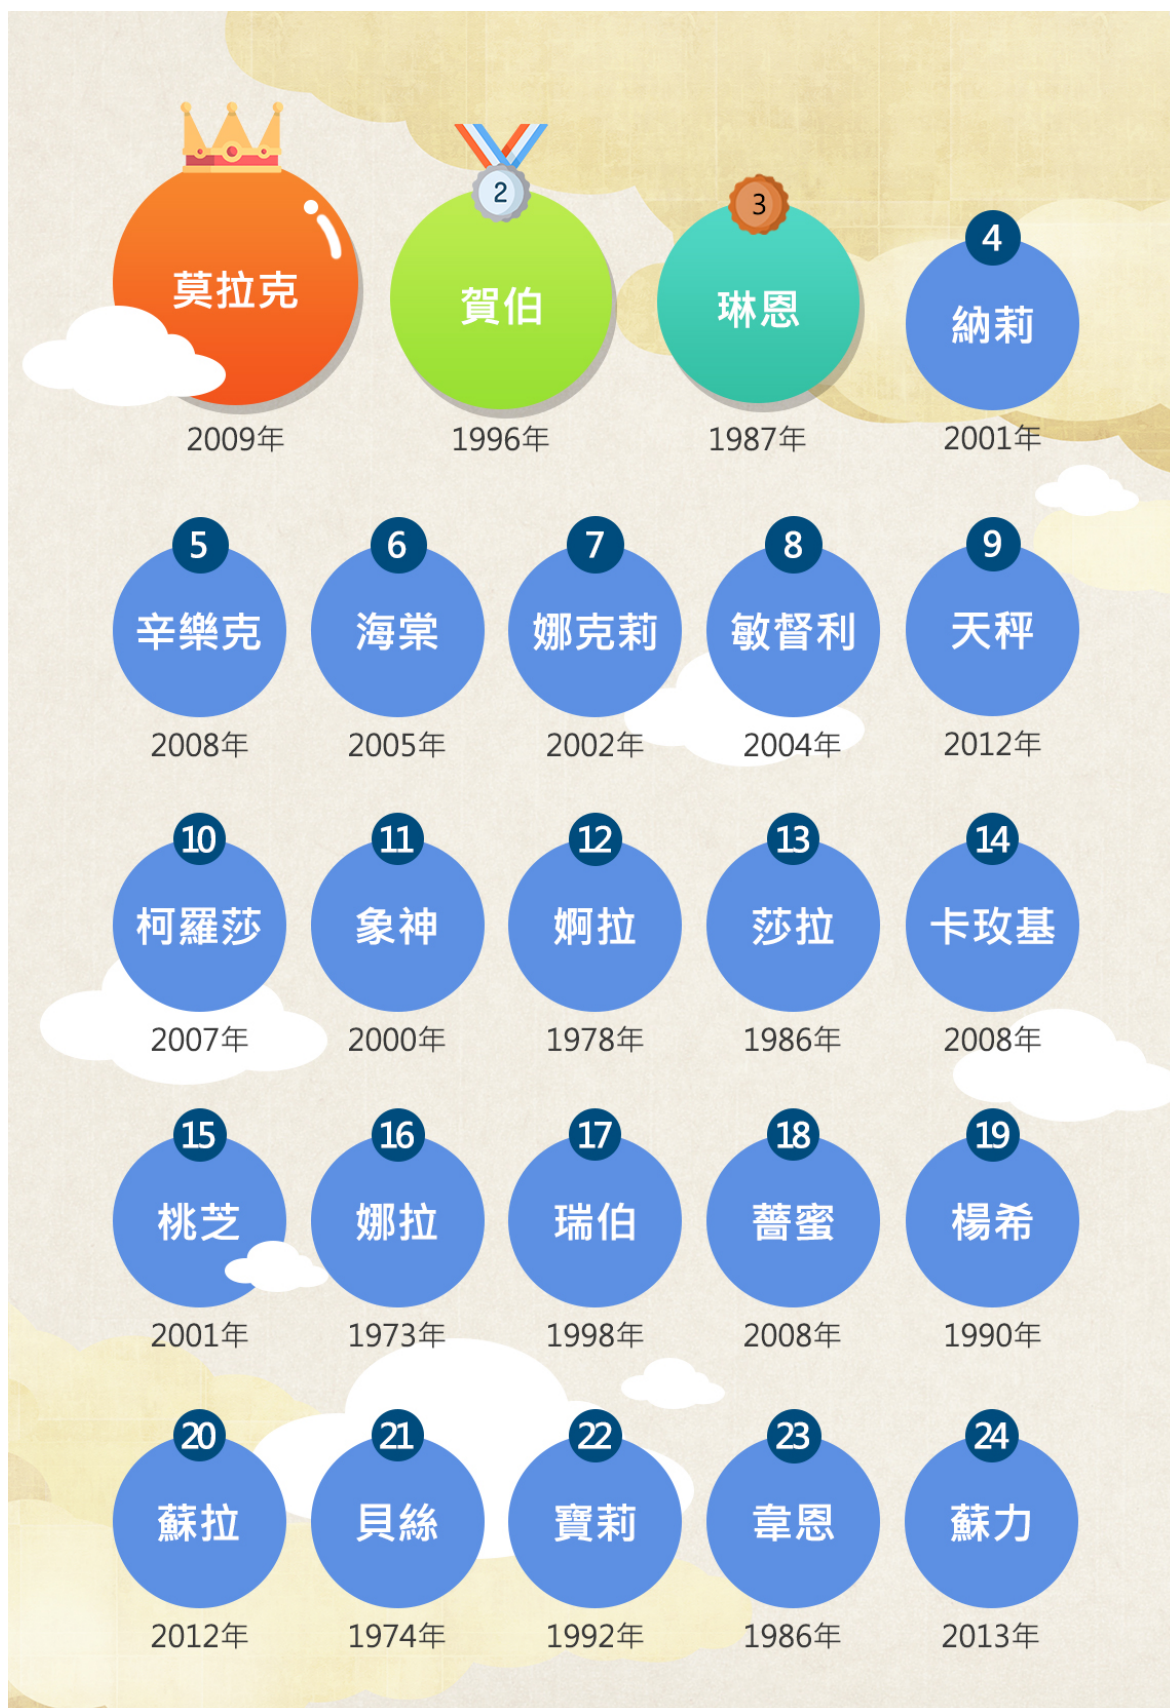 莫拉克
2009年
2
賀伯
1996年
3
琳恩
1987年
4
納莉
2001年
5
辛樂克
2008年
6
海棠
2005年
7
娜克莉
2002年
8
敏督利
2004年
9
天秤
2012年
10
柯羅莎
2007年
11
象神
2000年
12
婀拉
1978年
13
莎拉
1986年
14
卡玫基
2008年
15
桃芝
2001年
16
娜拉
1973年
17
瑞伯
1998年
18
薔蜜
2008年
19
楊希
1990年
20
蘇拉
2012年
21
貝絲
1974年
22
寶莉
1992年
23
韋恩
1986年
24
蘇力
2013年